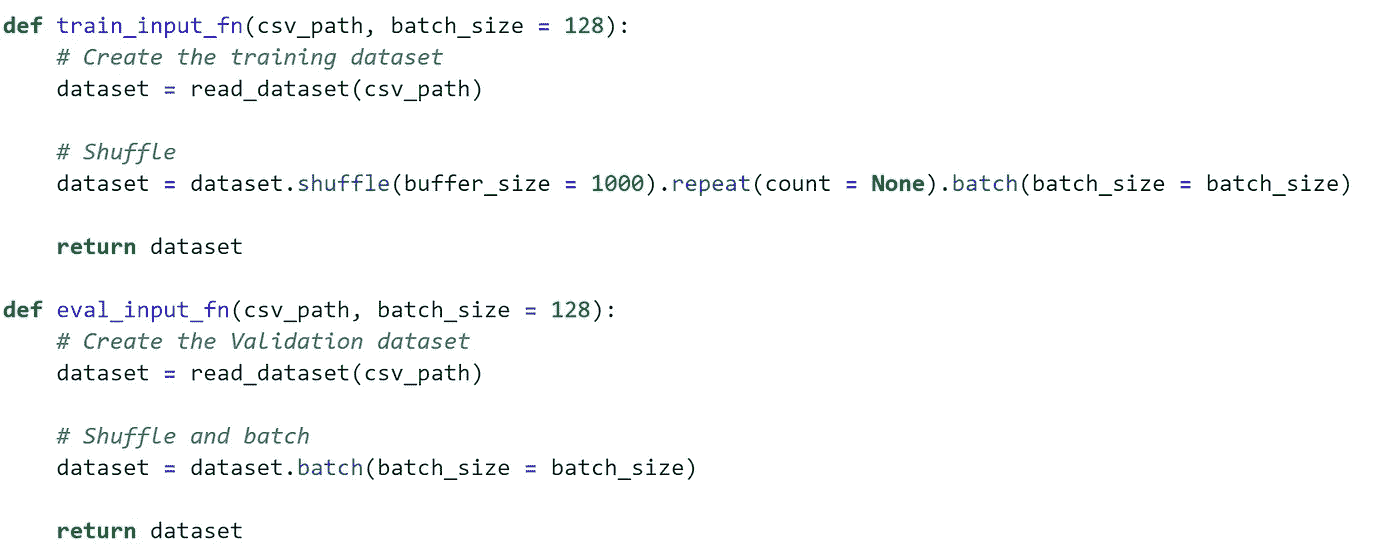 def train_input_fn(csv_path, batch_size = 128):
    # Create the training dataset
    dataset = read_dataset(csv_path)

    # Shuffle
    dataset = dataset.shuffle(buffer_size = 1000).repeat(count = None).batch(batch_size = batch_size)

    return dataset

def eval_input_fn(csv_path, batch_size = 128):
    # Create the Validation dataset
    dataset = read_dataset(csv_path)

    # Shuffle and batch
    dataset = dataset.batch(batch_size = batch_size)

    return dataset